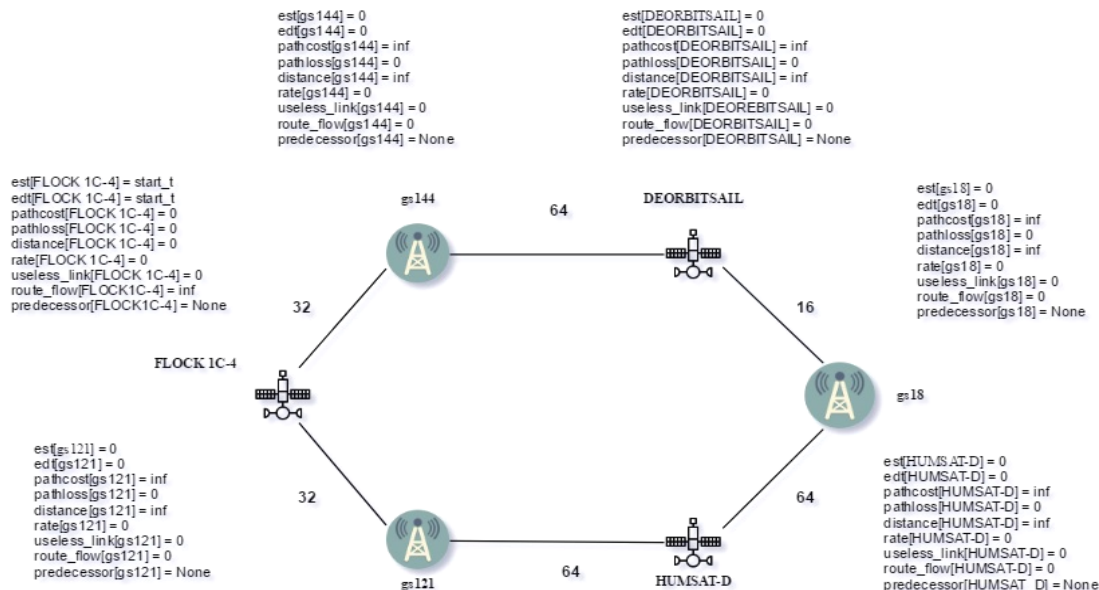 est[gs144] = 0
edt[gs144] = 0
pathcost[gs144] = inf
pathloss[gs144] = 0
distance[gs144] = inf
rate[gs144] = 0
useless_link[gs144] = 0
route_flow[gs144] = 0
predecessor[gs144] = None
est[DEORBITSAIL] = 0
edt[DEORBITSAIL] = 0
pathcost[DEORBITSAIL] = inf
pathloss[DEORBITSAIL] = 0
distance[DEORBITSAIL] = inf
rate[DEORBITSAIL] = 0
useless_link[DEOREBITSAIL] = 0
route_flow[DEORBITSAIL] = 0
predecessor[DEORBITSAIL] = None
est[FLOCK 1C-4] = start_t
edt[FLOCK 1C-4] = start_t
pathcost[FLOCK 1C-4] = 0
pathloss[FLOCK 1C-4] = 0
distance[FLOCK 1C-4] = 0
rate[FLOCK 1C-4] = 0
useless_link[FLOCK 1C-4] = 0
route_flow[FLOCK1C-4] = inf
predecessor[FLOCK1C-4] = None
gs144
64
DEORBITSAIL
est[gs18] = 0
edt[gs18] = 0
pathcost[gs18] = inf
pathloss[gs18] = 0
distance[gs18] = inf
rate[gs18] = 0
useless_link[gs18] = 0
route_flow[gs18] = 0
predecessor[gs18] = None
32
16
FLOCK 1C-4
gs18
est[gs121] = 0
edt[gs121] = 0
pathcost[gs121] = inf
pathloss[gs121] = 0
distance[gs121] = inf
rate[gs121] = 0
useless_link[gs121] = 0
route_flow[gs121] = 0
predecessor[gs121] = None
32
64
est[HUMSAT-D] = 0
edt[HUMSAT-D] = 0
pathcost[HUMSAT-D] = inf
pathloss[HUMSAT-D] = 0
distance[HUMSAT-D] = inf
rate[HUMSAT-D] = 0
useless_link[HUMSAT-D] = 0
route_flow[HUMSAT-D] = 0
predecessor[HUMSAT_D] = None
gs121
64
HUMSAT-D